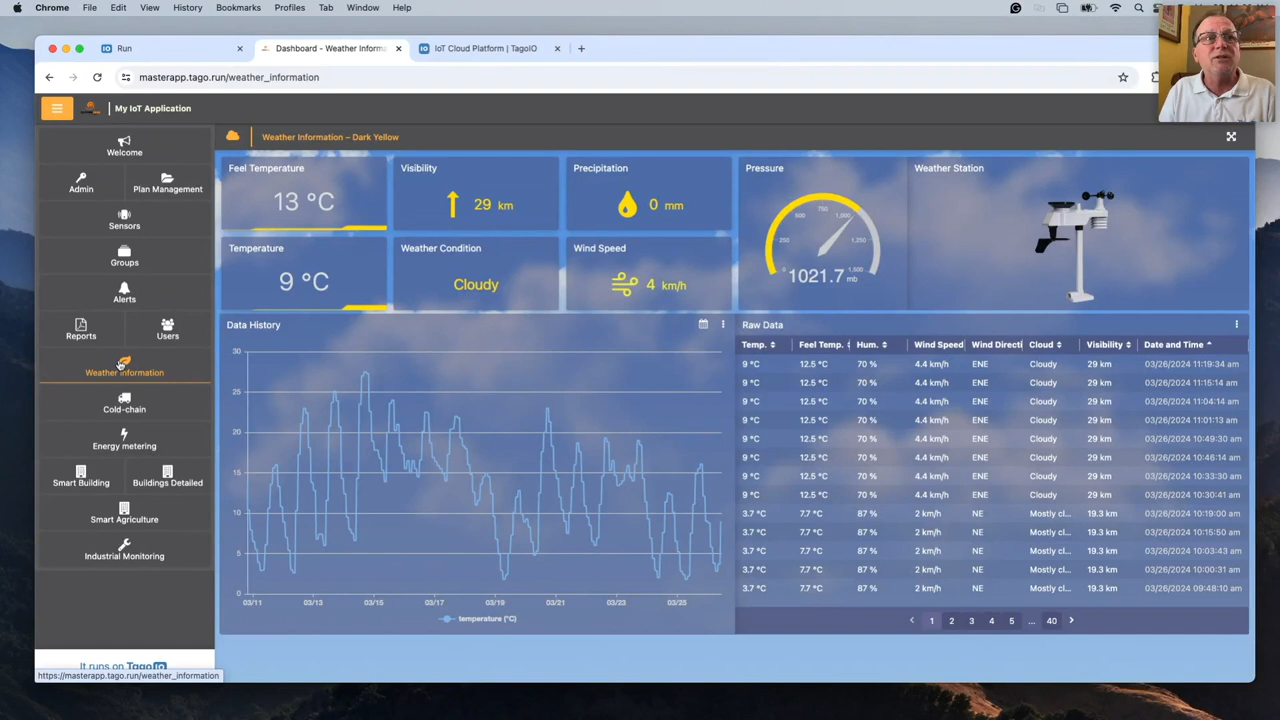 Chrome File Edit View History Bookmarks Profiles Tab Window Help
Run
Dashboard - Weather Informa
IoT Cloud Platform | TagoIO
masterapp.tago.run/weather_information
My IoT Application
Welcome
Admin
Plan Management
Sensors
Groups
Alerts
Reports
Users
Weather Information
Cold-chain
Energy metering
Smart Building
Buildings Detailed
Smart Agriculture
Industrial Monitoring
It runs on TagoIO
https://masterapp.tago.run/weather_information
Weather Information – Dark Yellow
Feel Temperature
13 °C
Visibility
29 km
Precipitation
0 mm
Temperature
9 °C
Weather Condition
Cloudy
Wind Speed
4 km/h
Pressure
0
250
500
750
1,000
1,250
1,500
1021.7 mb
Weather Station
Data History
30
25
20
15
10
5
0
03/11 03/13 03/15 03/17 03/19 03/21 03/23 03/25
temperature (°C)
Raw Data
Temp. Feel Temp. Hum. Wind Speed Wind Directi Cloud Visibility Date and Time
9 °C 12.5 °C 70 % 4.4 km/h ENE Cloudy 29 km 03/26/2024 11:19:34 am
9 °C 12.5 °C 70 % 4.4 km/h ENE Cloudy 29 km 03/26/2024 11:15:14 am
9 °C 12.5 °C 70 % 4.4 km/h ENE Cloudy 29 km 03/26/2024 11:04:14 am
9 °C 12.5 °C 70 % 4.4 km/h ENE Cloudy 29 km 03/26/2024 11:01:13 am
9 °C 12.5 °C 70 % 4.4 km/h ENE Cloudy 29 km 03/26/2024 10:49:30 am
9 °C 12.5 °C 70 % 4.4 km/h ENE Cloudy 29 km 03/26/2024 10:46:14 am
9 °C 12.5 °C 70 % 4.4 km/h ENE Cloudy 29 km 03/26/2024 10:33:30 am
9 °C 12.5 °C 70 % 4.4 km/h ENE Cloudy 29 km 03/26/2024 10:30:41 am
3.7 °C 7.7 °C 87 % 2 km/h NE Mostly cl... 19.3 km 03/26/2024 10:19:00 am
3.7 °C 7.7 °C 87 % 2 km/h NE Mostly cl... 19.3 km 03/26/2024 10:15:50 am
3.7 °C 7.7 °C 87 % 2 km/h NE Mostly cl... 19.3 km 03/26/2024 10:03:43 am
3.7 °C 7.7 °C 87 % 2 km/h NE Mostly cl... 19.3 km 03/26/2024 10:00:31 am
3.7 °C 7.7 °C 87 % 2 km/h NE Mostly cl... 19.3 km 03/26/2024 09:48:10 am
1 2 3 4 5 ... 40